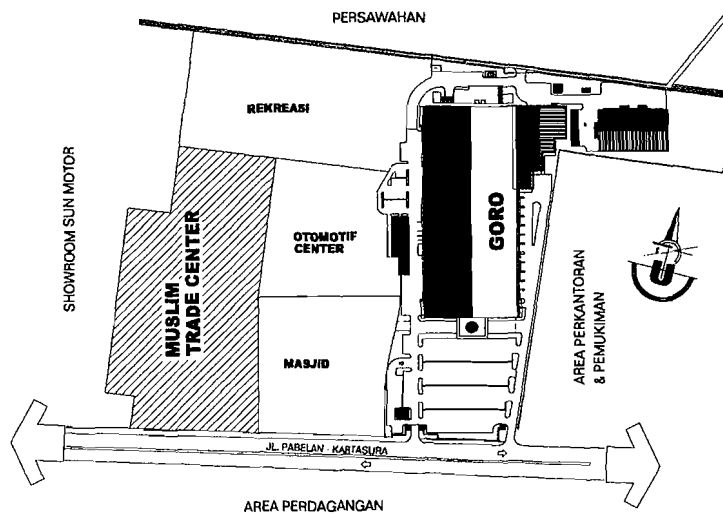 PERSAWAHAN
REKREASI
SHOWROOM SUN MOTOR
MUSLIM
TRADE CENTER
OTOMOTIF
CENTER
GORO
MASJID
AREA PERKANTORAN
& PEMUKIMAN
JL. PABELAN - KARTASURA
AREA PERDAGANGAN